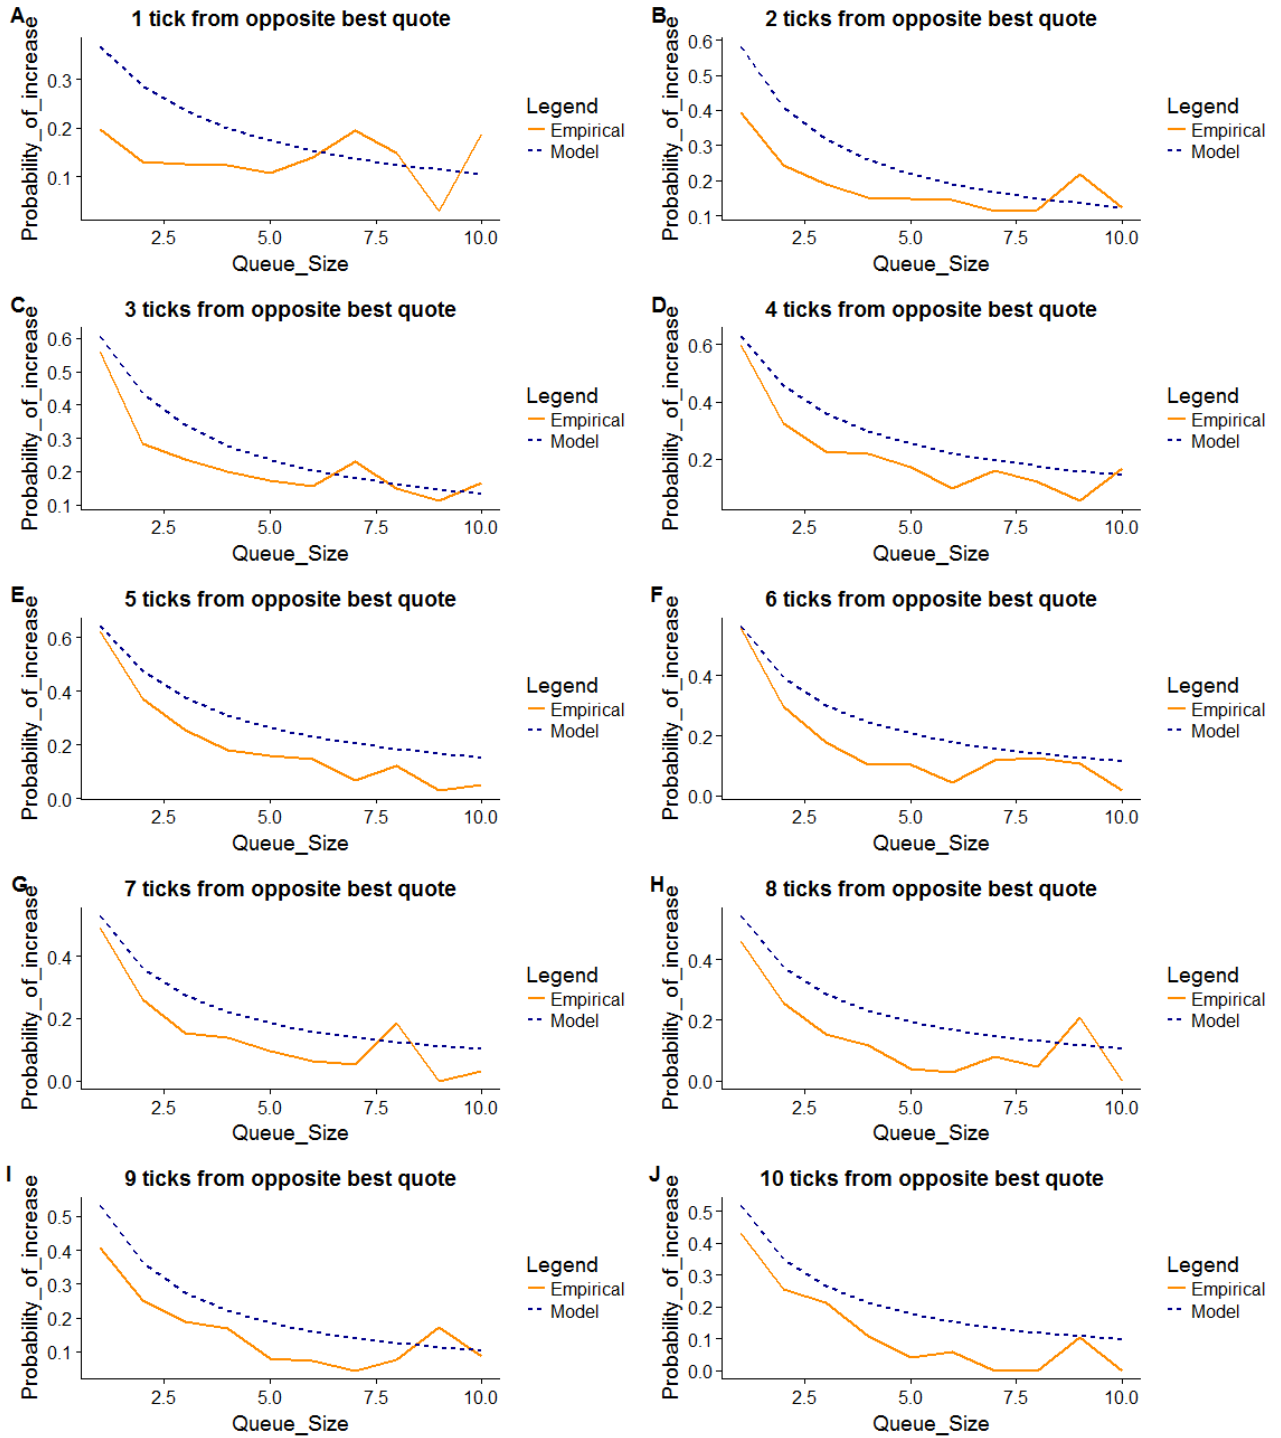 A
1 tick from opposite best quote
Probability_of_increase
0.3
0.2
0.1
2.5 5.0 7.5 10.0
Queue_Size
Legend
Empirical
Model
B
2 ticks from opposite best quote
Probability_of_increase
0.6
0.5
0.4
0.3
0.2
0.1
2.5 5.0 7.5 10.0
Queue_Size
Legend
Empirical
Model
C
3 ticks from opposite best quote
Probability_of_increase
0.6
0.5
0.4
0.3
0.2
0.1
2.5 5.0 7.5 10.0
Queue_Size
Legend
Empirical
Model
D
4 ticks from opposite best quote
Probability_of_increase
0.6
0.4
0.2
2.5 5.0 7.5 10.0
Queue_Size
Legend
Empirical
Model
E
5 ticks from opposite best quote
Probability_of_increase
0.6
0.4
0.2
0.0
2.5 5.0 7.5 10.0
Queue_Size
Legend
Empirical
Model
F
6 ticks from opposite best quote
Probability_of_increase
0.4
0.2
0.0
2.5 5.0 7.5 10.0
Queue_Size
Legend
Empirical
Model
G
7 ticks from opposite best quote
Probability_of_increase
0.4
0.2
0.0
2.5 5.0 7.5 10.0
Queue_Size
Legend
Empirical
Model
H
8 ticks from opposite best quote
Probability_of_increase
0.4
0.2
0.0
2.5 5.0 7.5 10.0
Queue_Size
Legend
Empirical
Model
I
9 ticks from opposite best quote
Probability_of_increase
0.5
0.4
0.3
0.2
0.1
2.5 5.0 7.5 10.0
Queue_Size
Legend
Empirical
Model
J
10 ticks from opposite best quote
Probability_of_increase
0.5
0.4
0.3
0.2
0.1
0.0
2.5 5.0 7.5 10.0
Queue_Size
Legend
Empirical
Model